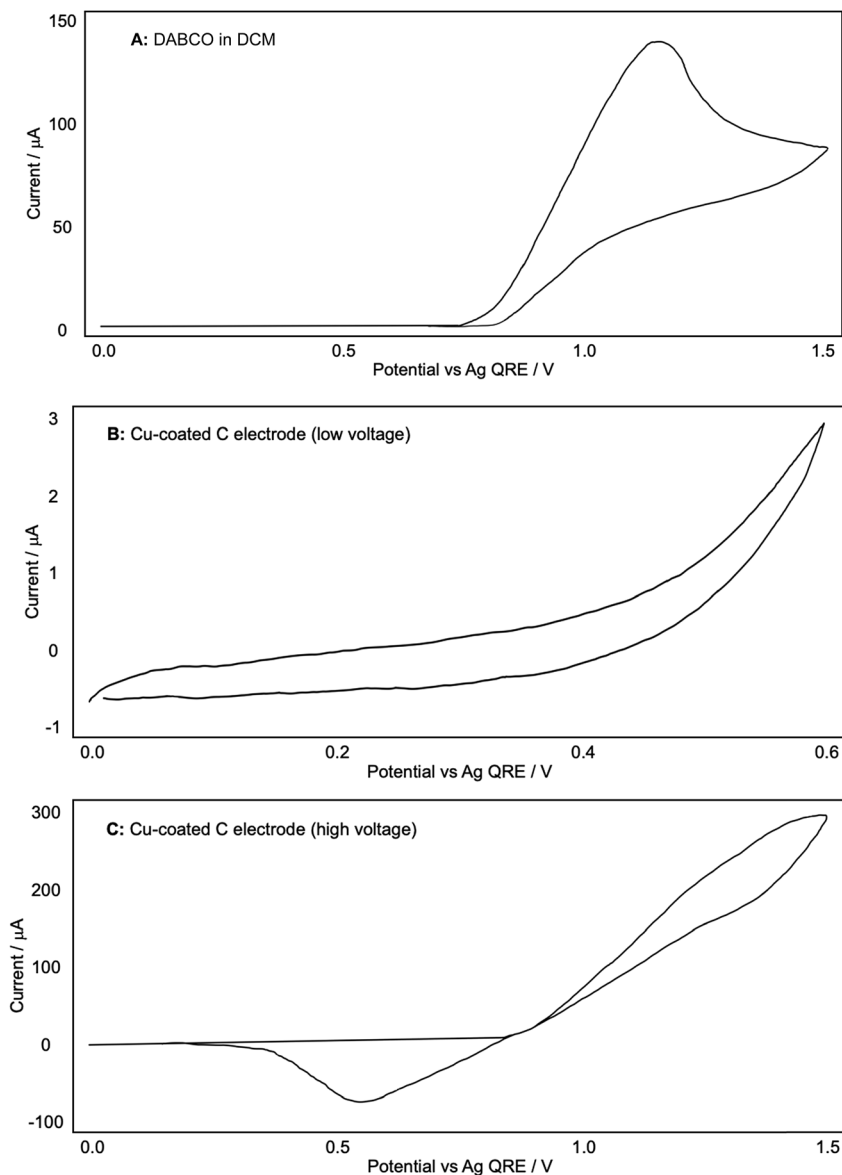 A: DABCO in DCM
150
100
50
0
Current / μA
0.0 0.5 1.0 1.5
Potential vs Ag QRE / V
B: Cu-coated C electrode (low voltage)
3
2
1
0
-1
Current / μA
0.0 0.2 0.4 0.6
Potential vs Ag QRE / V
C: Cu-coated C electrode (high voltage)
300
200
100
0
-100
Current / μA
0.0 0.5 1.0 1.5
Potential vs Ag QRE / V